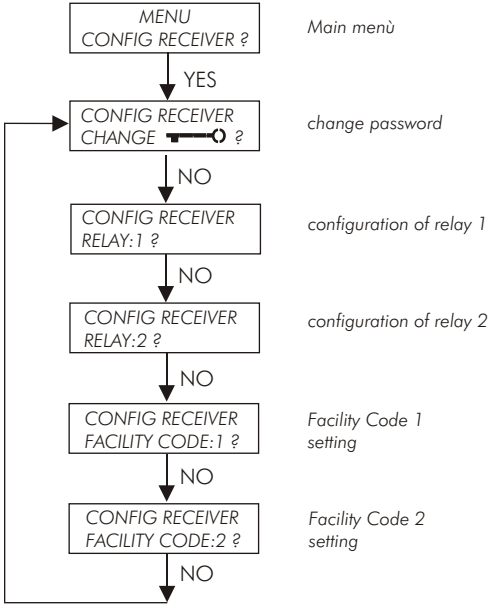 MENU
CONFIG RECEIVER ?
Main menù
YES
CONFIG RECEIVER
CHANGE ?
change password
NO
CONFIG RECEIVER
RELAY:1 ?
configuration of relay 1
NO
CONFIG RECEIVER
RELAY:2 ?
configuration of relay 2
NO
CONFIG RECEIVER
FACILITY CODE:1 ?
Facility Code 1
setting
NO
CONFIG RECEIVER
FACILITY CODE:2 ?
Facility Code 2
setting
NO